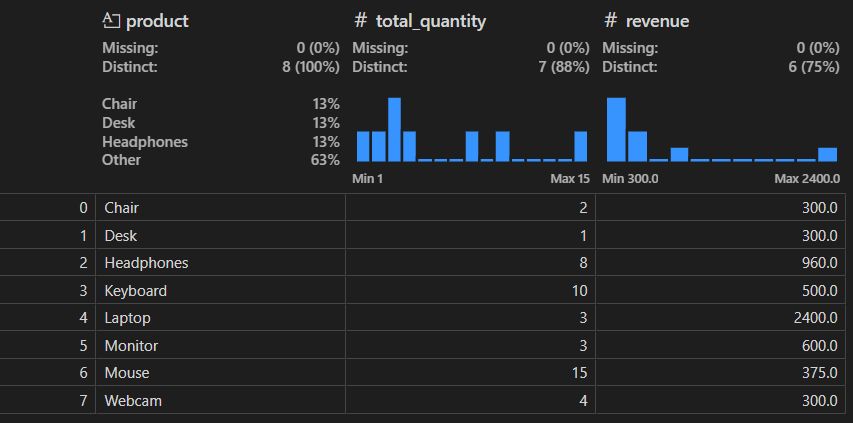 product # total_quantity # revenue
Missing: 0 (0%) Missing: 0 (0%) Missing: 0 (0%)
Distinct: 8 (100%) Distinct: 7 (88%) Distinct: 6 (75%)
Chair 13%
Desk 13%
Headphones 13%
Other 63%
Min 1 Max 15 Min 300.0 Max 2400.0
0 Chair 2 300.0
1 Desk 1 300.0
2 Headphones 8 960.0
3 Keyboard 10 500.0
4 Laptop 3 2400.0
5 Monitor 3 600.0
6 Mouse 15 375.0
7 Webcam 4 300.0